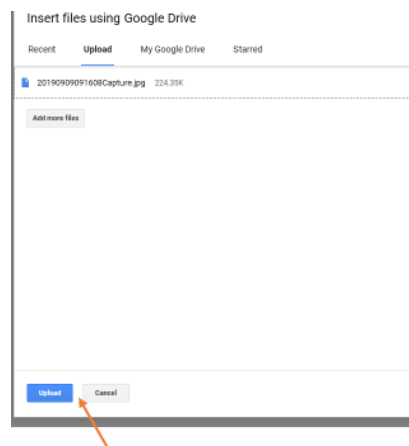 Insert files using Google Drive
Recent Upload My Google Drive Starred
20190909091608Capture.jpg 224.35K
Add more files
Upload Cancel